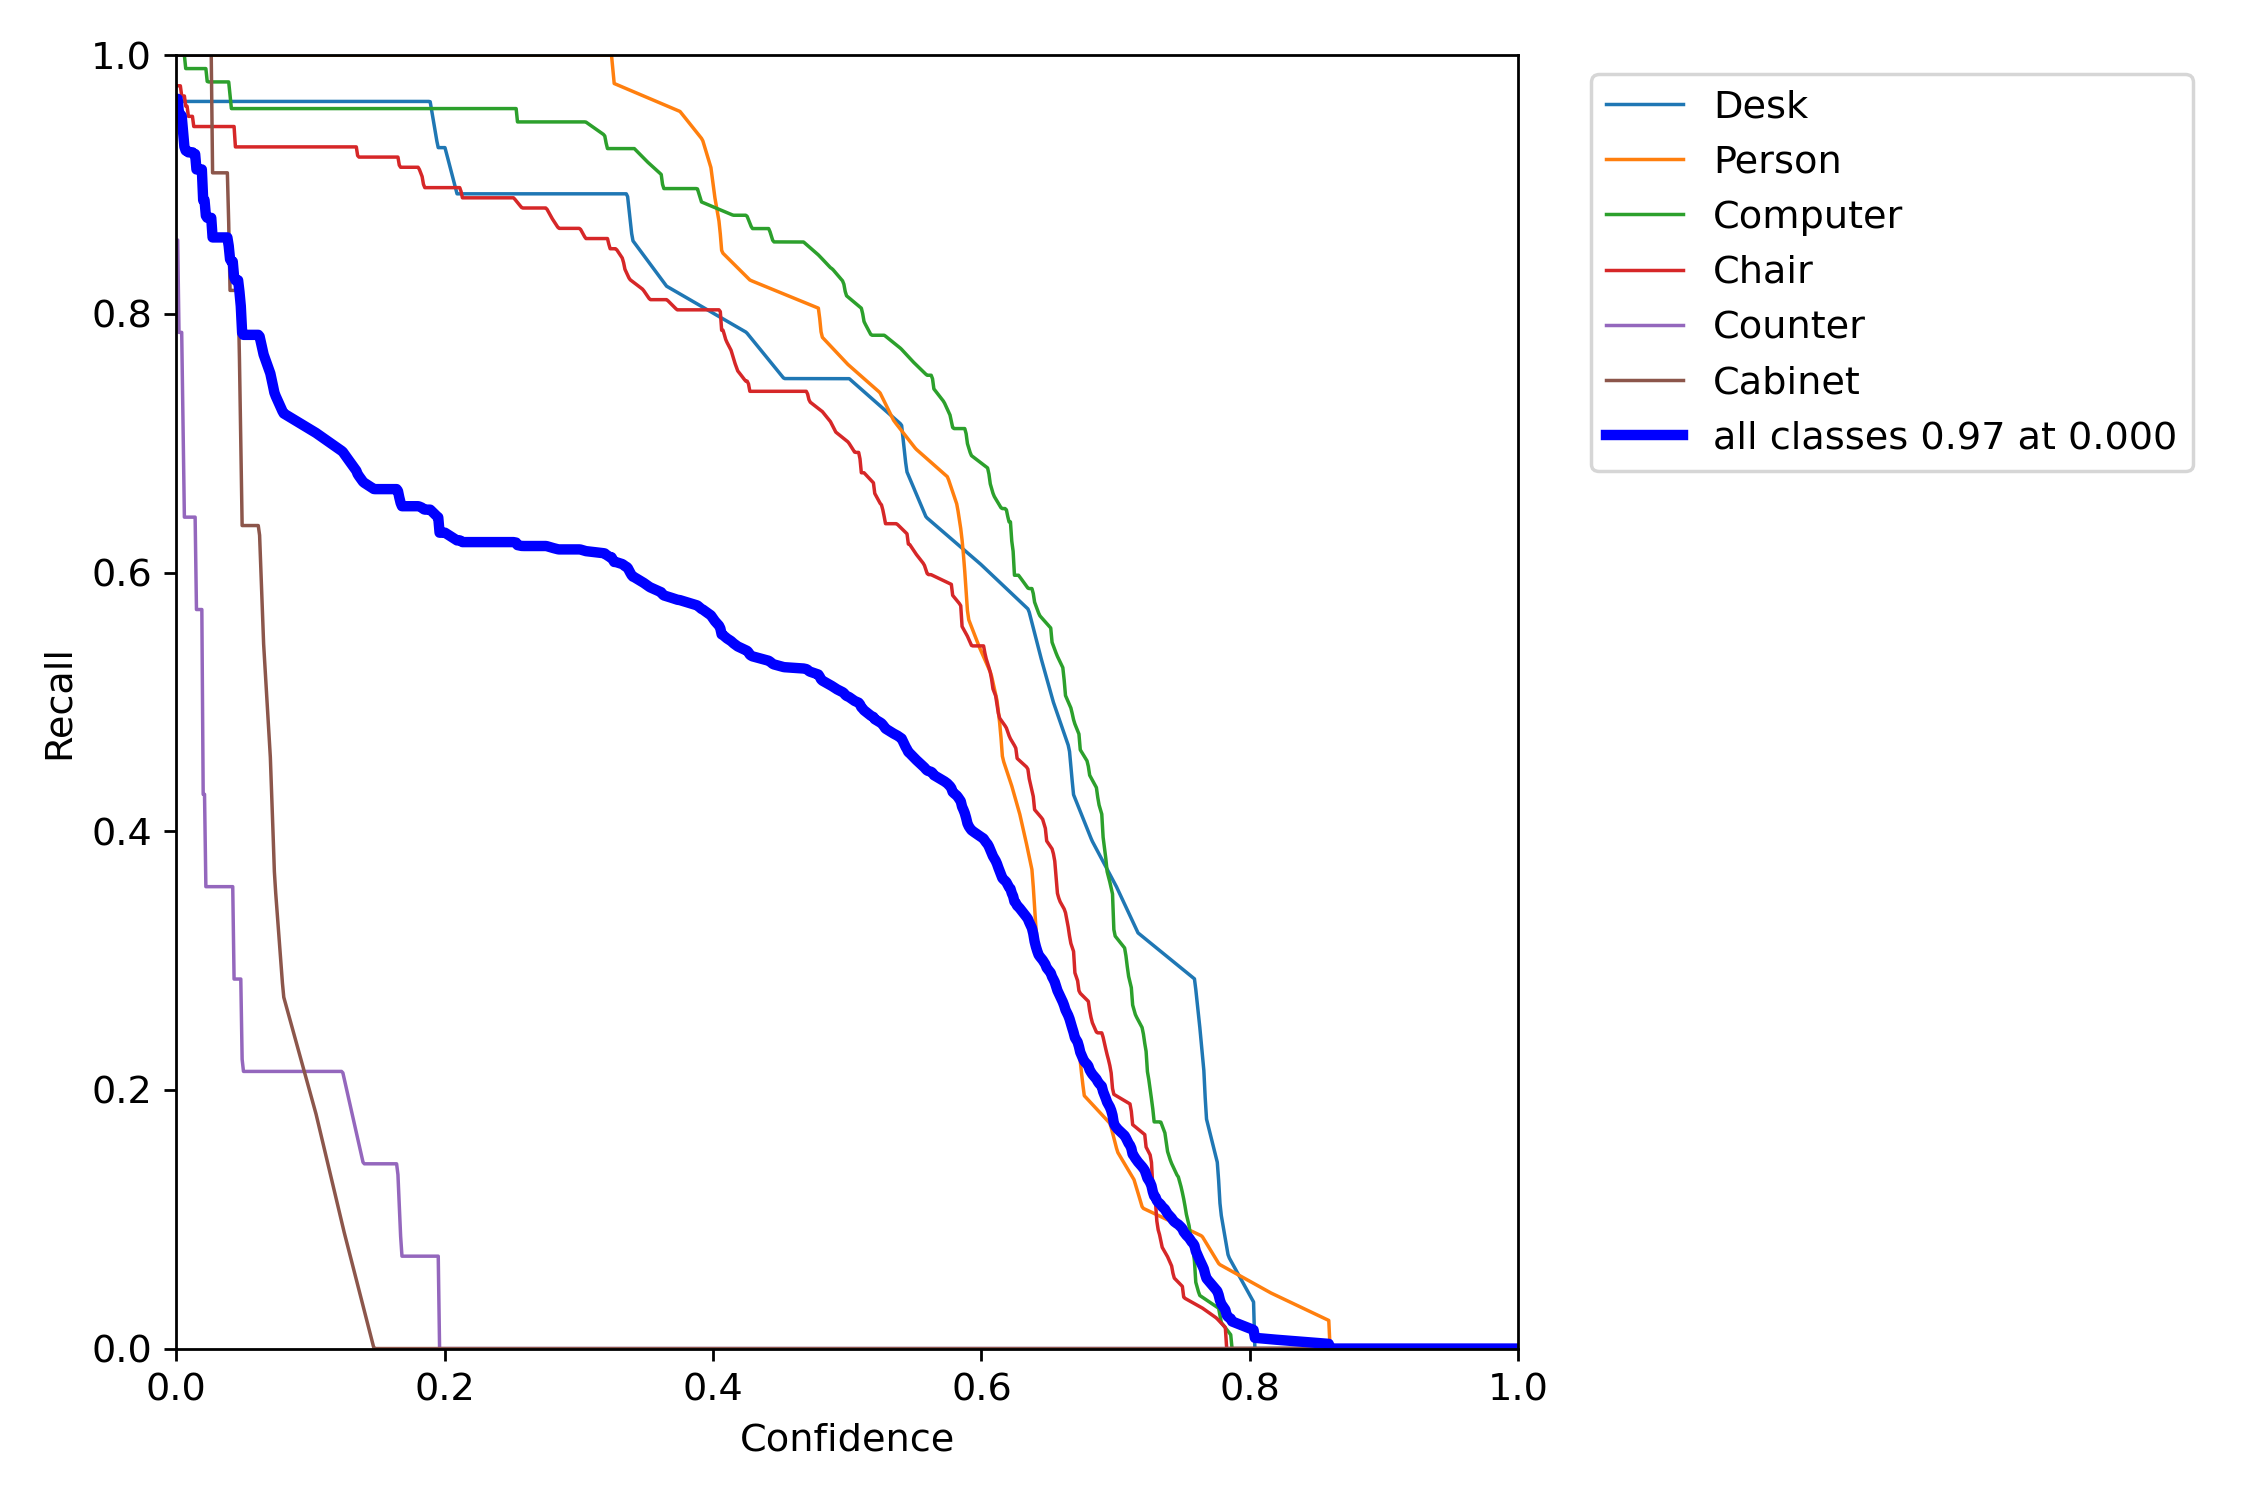 1.0
0.8
0.6
0.4
0.2
0.0
0.0 0.2 0.4 0.6 0.8 1.0
Recall
Confidence
Desk
Person
Computer
Chair
Counter
Cabinet
all classes 0.97 at 0.000